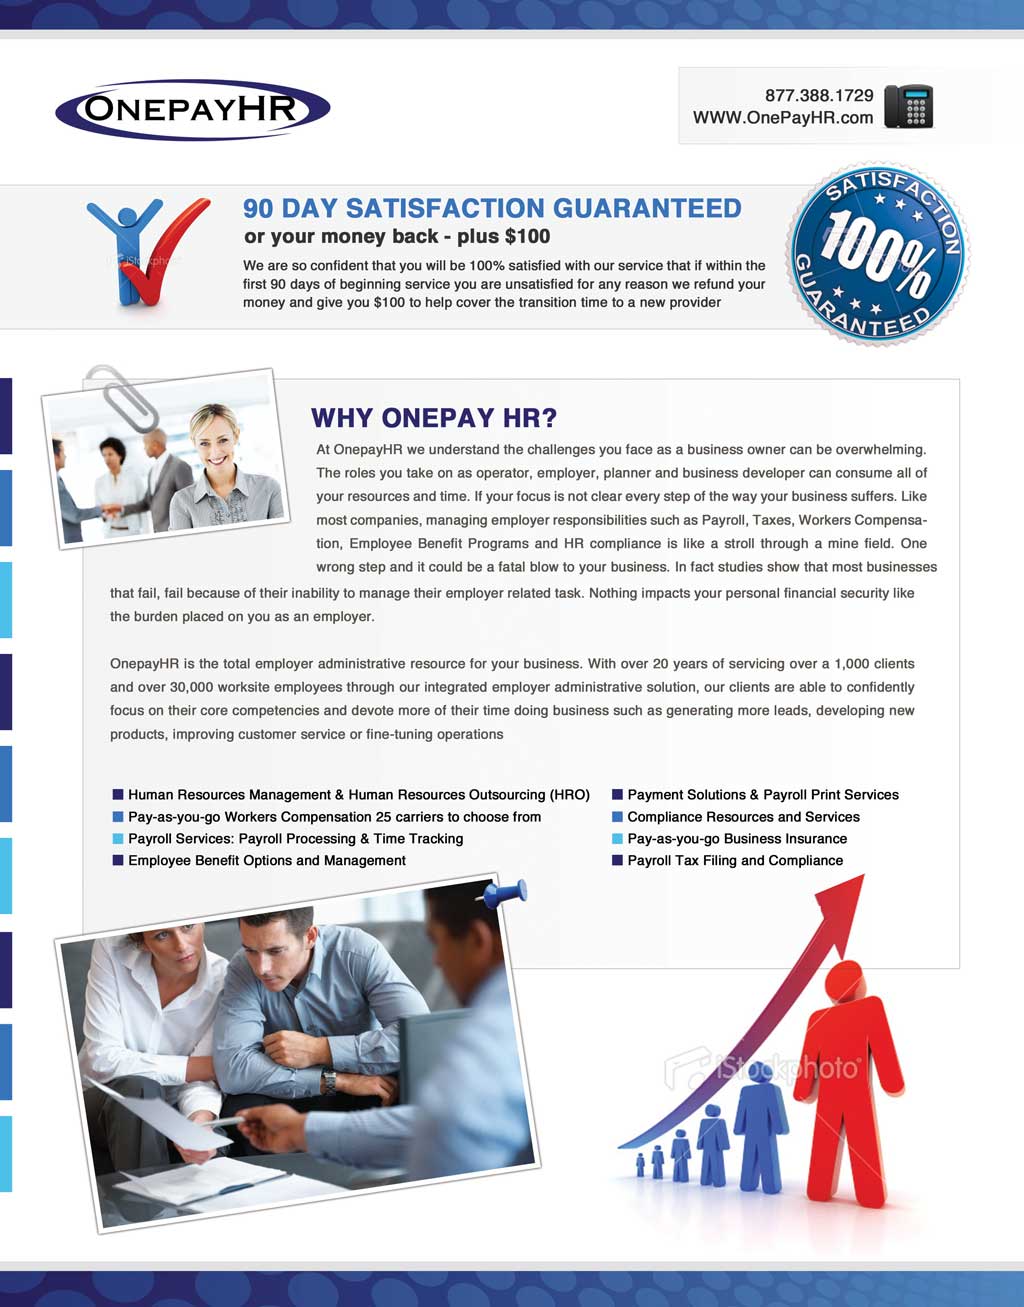 ONEPAYHR
877.388.1729
WWW.OnePayHR.com
90 DAY SATISFACTION GUARANTEED
or your money back - plus $100
We are so confident that you will be 100% satisfied with our service that if within the
first 90 days of beginning service you are unsatisfied for any reason we refund your
money and give you $100 to help cover the transition time to a new provider
iStockphoto
SATISFACTION
100%
GUARANTEED
WHY ONEPAY HR?
At OnepayHR we understand the challenges you face as a business owner can be overwhelming.
The roles you take on as operator, employer, planner and business developer can consume all of
your resources and time. If your focus is not clear every step of the way your business suffers. Like
most companies, managing employer responsibilities such as Payroll, Taxes, Workers Compensa-
tion, Employee Benefit Programs and HR compliance is like a stroll through a mine field. One
wrong step and it could be a fatal blow to your business. In fact studies show that most businesses
that fail, fail because of their inability to manage their employer related task. Nothing impacts your personal financial security like
the burden placed on you as an employer.
OnepayHR is the total employer administrative resource for your business. With over 20 years of servicing over a 1,000 clients
and over 30,000 worksite employees through our integrated employer administrative solution, our clients are able to confidently
focus on their core competencies and devote more of their time doing business such as generating more leads, developing new
products, improving customer service or fine-tuning operations
Human Resources Management & Human Resources Outsourcing (HRO)
Pay-as-you-go Workers Compensation 25 carriers to choose from
Payroll Services: Payroll Processing & Time Tracking
Employee Benefit Options and Management
Payment Solutions & Payroll Print Services
Compliance Resources and Services
Pay-as-you-go Business Insurance
Payroll Tax Filing and Compliance
iStockphoto